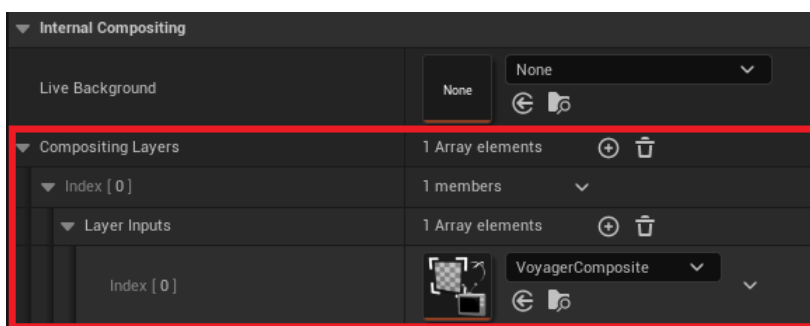 Internal Compositing
None
Live Background
None
Compositing Layers 1 Array elements
Index [ 0 ] 1 members
Layer Inputs 1 Array elements
VoyagerComposite
Index [ 0 ]